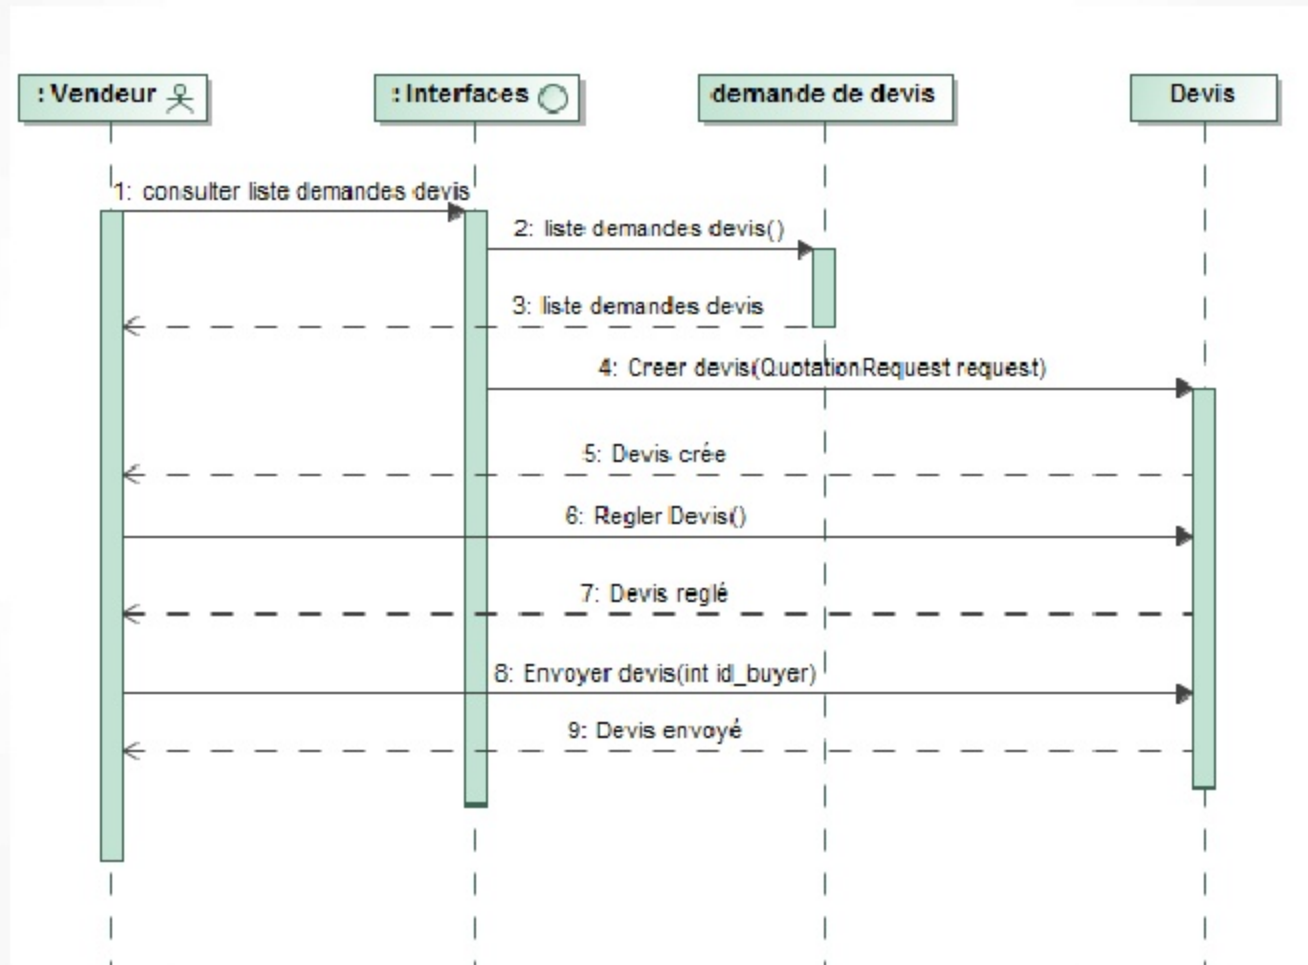 : Vendeur
: Interfaces
demande de devis
Devis
1: consulter liste demandes devis
2: liste demandes devis()
3: liste demandes devis
4: Creer devis(QuotationRequest request)
5: Devis crée
6: Regler Devis()
7: Devis reglé
8: Envoyer devis(int id_buyer)
9: Devis envoyé